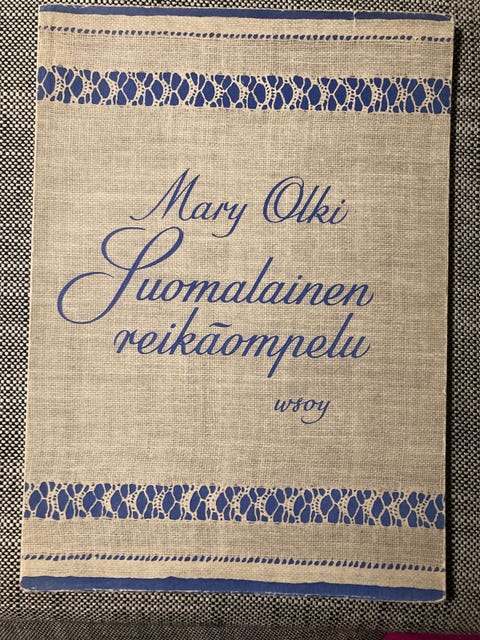 Mary Olki
Suomalainen
reikäompelu
wsoy